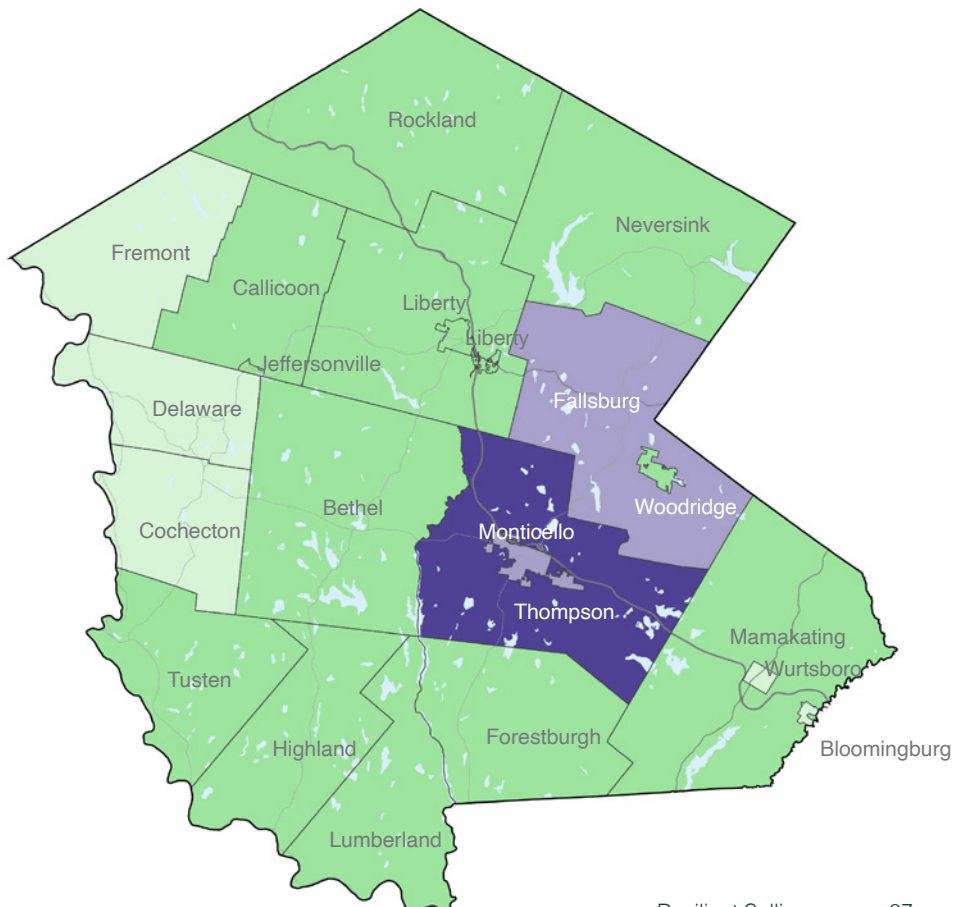 Rockland
Neversink
Fremont
Callicoon
Liberty
Liberty
Jeffersonville
Fallsburg
Delaware
Woodridge
Bethel
Cochecton
Monticello
Thompson
Mamakating
Wurtsboro
Tusten
Forestburgh
Highland
Bloomingburg
Lumberland